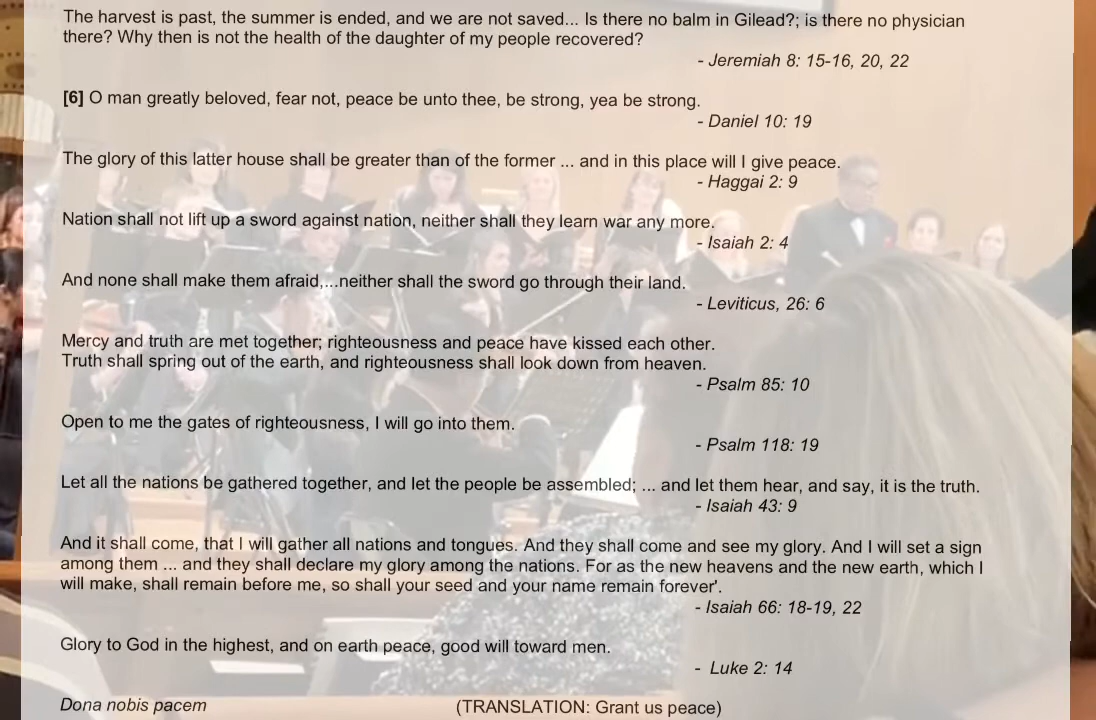 The harvest is past, the summer is ended, and we are not saved... Is there no balm in Gilead?; is there no physician
there? Why then is not the health of the daughter of my people recovered?
- Jeremiah 8: 15-16, 20, 22
[6] O man greatly beloved, fear not, peace be unto thee, be strong, yea be strong.
- Daniel 10: 19
The glory of this latter house shall be greater than of the former ... and in this place will I give peace.
- Haggai 2: 9
Nation shall not lift up a sword against nation, neither shall they learn war any more.
- Isaiah 2: 4
And none shall make them afraid,...neither shall the sword go through their land.
- Leviticus, 26: 6
Mercy and truth are met together; righteousness and peace have kissed each other.
Truth shall spring out of the earth, and righteousness shall look down from heaven.
- Psalm 85: 10
Open to me the gates of righteousness, I will go into them.
- Psalm 118: 19
Let all the nations be gathered together, and let the people be assembled; ... and let them hear, and say, it is the truth.
- Isaiah 43: 9
And it shall come, that I will gather all nations and tongues. And they shall come and see my glory. And I will set a sign
among them ... and they shall declare my glory among the nations. For as the new heavens and the new earth, which I
will make, shall remain before me, so shall your seed and your name remain forever'.
- Isaiah 66: 18-19, 22
Glory to God in the highest, and on earth peace, good will toward men.
- Luke 2: 14
Dona nobis pacem (TRANSLATION: Grant us peace)